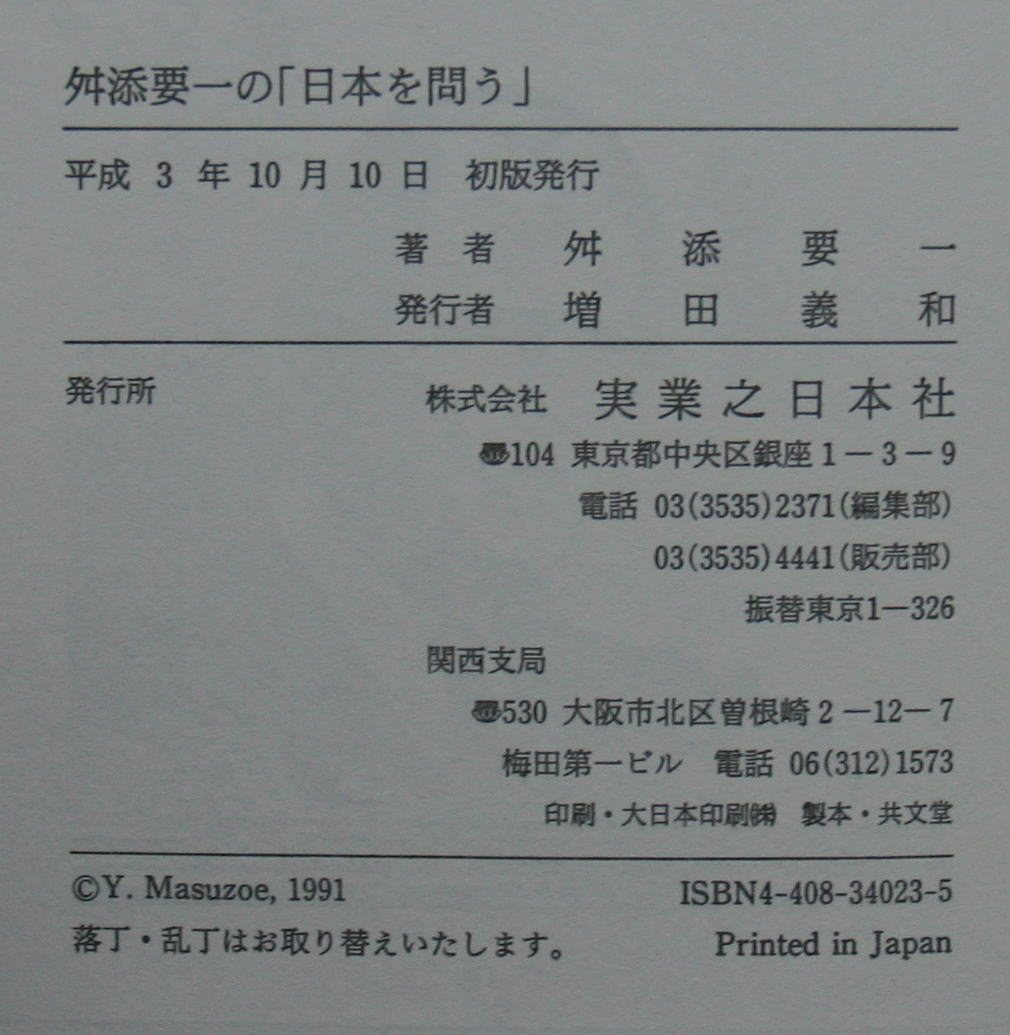 舛添要一の「日本を問う」
平成 3 年 10 月 10 日 初版発行
著 者 舛 添 要 一
発行者 増 田 義 和
発行所 株式会社 実業之日本社
〠104 東京都中央区銀座1－3－9
電話 03(3535)2371(編集部)
03(3535)4441(販売部)
振替東京1―326
関西支局
〠530 大阪市北区曽根崎2－12－7
梅田第一ビル 電話 06(312)1573
印刷・大日本印刷㈱ 製本・共文堂
©Y. Masuzoe, 1991 ISBN4-408-34023-5
落丁・乱丁はお取り替えいたします。 Printed in Japan